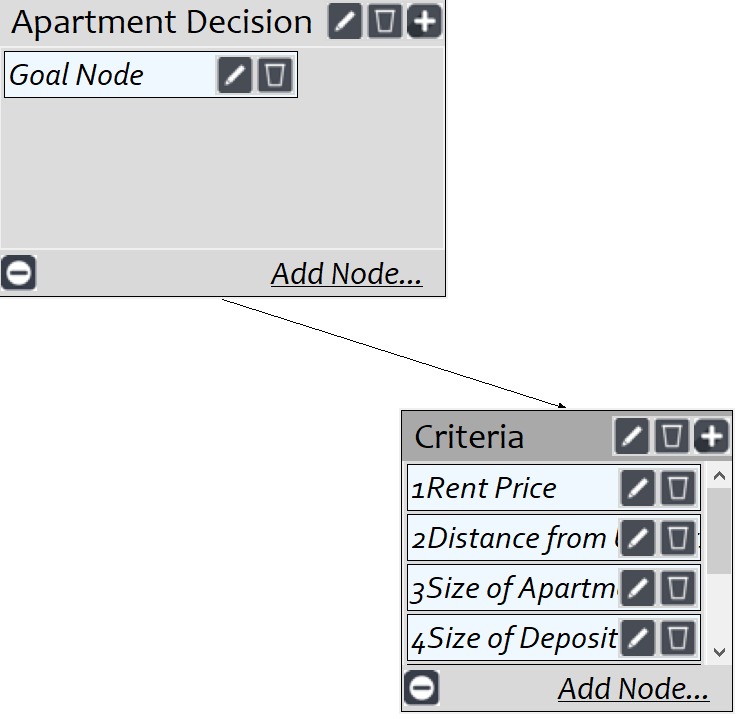 Apartment Decision
Goal Node
Add Node...
Criteria
1Rent Price
2Distance from
3Size of Apartm
4Size of Deposit
Add Node...